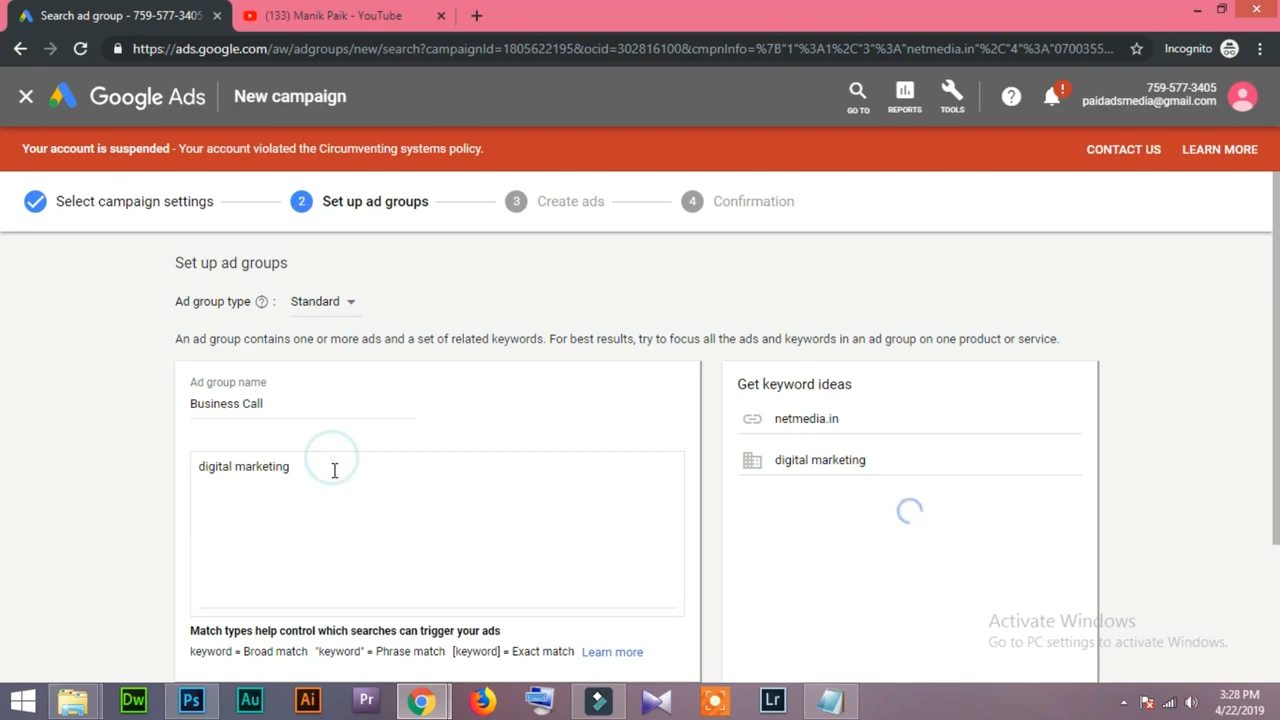 Search ad group - 759-577-3405
(133) Manik Paik - YouTube
https://ads.google.com/aw/adgroups/new/search?campaignId=1805622195&ocid=302816100&cmpnInfo=%7B"1"%3A1%2C"3"%3A"netmedia.in"%2C"4"%3A"0700355...
Incognito
Google Ads
New campaign
GO TO
REPORTS
TOOLS
!
759-577-3405
paidadsmedia@gmail.com
Your account is suspended - Your account violated the Circumventing systems policy.
CONTACT US
LEARN MORE
Select campaign settings
2 Set up ad groups
3 Create ads
4 Confirmation
Set up ad groups
Ad group type ? : Standard
An ad group contains one or more ads and a set of related keywords. For best results, try to focus all the ads and keywords in an ad group on one product or service.
Ad group name
Business Call
digital marketing
Match types help control which searches can trigger your ads
keyword = Broad match "keyword" = Phrase match [keyword] = Exact match Learn more
Get keyword ideas
netmedia.in
digital marketing
Activate Windows
Go to PC settings to activate Windows.
Dw
Ps
Au
Ai
Pr
Lr
3:28 PM
4/22/2019